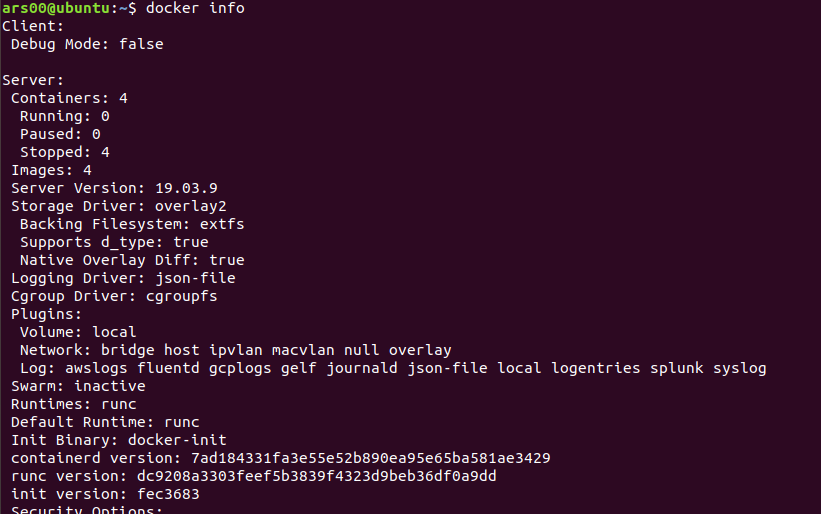 ars00@ubuntu:~$ docker info
Client:
 Debug Mode: false

Server:
 Containers: 4
  Running: 0
  Paused: 0
  Stopped: 4
 Images: 4
 Server Version: 19.03.9
 Storage Driver: overlay2
  Backing Filesystem: extfs
  Supports d_type: true
  Native Overlay Diff: true
 Logging Driver: json-file
 Cgroup Driver: cgroupfs
 Plugins:
  Volume: local
  Network: bridge host ipvlan macvlan null overlay
  Log: awslogs fluentd gcplogs gelf journald json-file local logentries splunk syslog
 Swarm: inactive
 Runtimes: runc
 Default Runtime: runc
 Init Binary: docker-init
 containerd version: 7ad184331fa3e55e52b890ea95e65ba581ae3429
 runc version: dc9208a3303feef5b3839f4323d9beb36df0a9dd
 init version: fec3683
 Security Options: